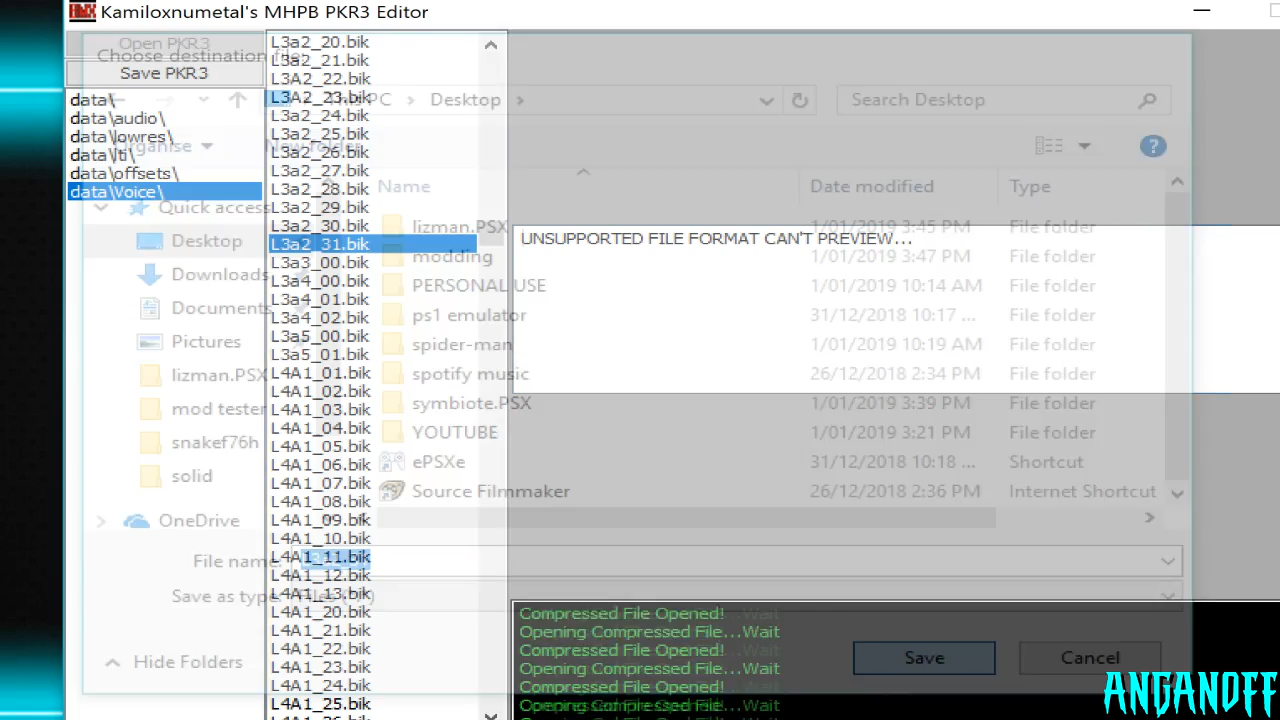 Kamiloxnumetal's MHPB PKR3 Editor
Open PKR3
Save PKR3
Choose destination file
data\
data\audio\
data\lowres\
data\lti\
data\offsets\
data\Voice\
L3a2_20.bik
L3a2_21.bik
L3A2_22.bik
L3A2_23.bik
L3a2_24.bik
L3a2_25.bik
L3a2_26.bik
L3a2_27.bik
L3a2_28.bik
L3a2_29.bik
L3a2_30.bik
L3a2_31.bik
L3a3_00.bik
L3a4_00.bik
L3a4_01.bik
L3a4_02.bik
L3a5_00.bik
L3a5_01.bik
L4A1_01.bik
L4A1_02.bik
L4A1_03.bik
L4A1_04.bik
L4A1_05.bik
L4A1_06.bik
L4A1_07.bik
L4A1_08.bik
L4A1_09.bik
L4A1_10.bik
L4A1_11.bik
L4A1_12.bik
L4A1_13.bik
L4A1_20.bik
L4A1_21.bik
L4A1_22.bik
L4A1_23.bik
L4A1_24.bik
L4A1_25.bik
This PC > Desktop >
Search Desktop
Organise
New folder
Quick access
Desktop
Downloads
Documents
Pictures
lizman.PSX
mod tester
snakef76h
solid
OneDrive
Name Date modified Type
lizman.PSX 1/01/2019 3:45 PM File folder
modding 1/01/2019 3:47 PM File folder
PERSONAL USE 1/01/2019 10:14 AM File folder
ps1 emulator 31/12/2018 10:17 ... File folder
spider-man 1/01/2019 10:19 AM File folder
spotify music 26/12/2018 2:34 PM File folder
symbiote.PSX 1/01/2019 3:39 PM File folder
YOUTUBE 1/01/2019 3:21 PM File folder
ePSXe 31/12/2018 10:18 ... Shortcut
Source Filmmaker 26/12/2018 2:36 PM Internet Shortcut
UNSUPPORTED FILE FORMAT CAN'T PREVIEW...
File name:
Save as type:
Hide Folders
Save
Cancel
Compressed File Opened!
Opening Compressed File...Wait
Compressed File Opened!
Opening Compressed File...Wait
Compressed File Opened!
Opening Compressed File...Wait
ANGANOFF